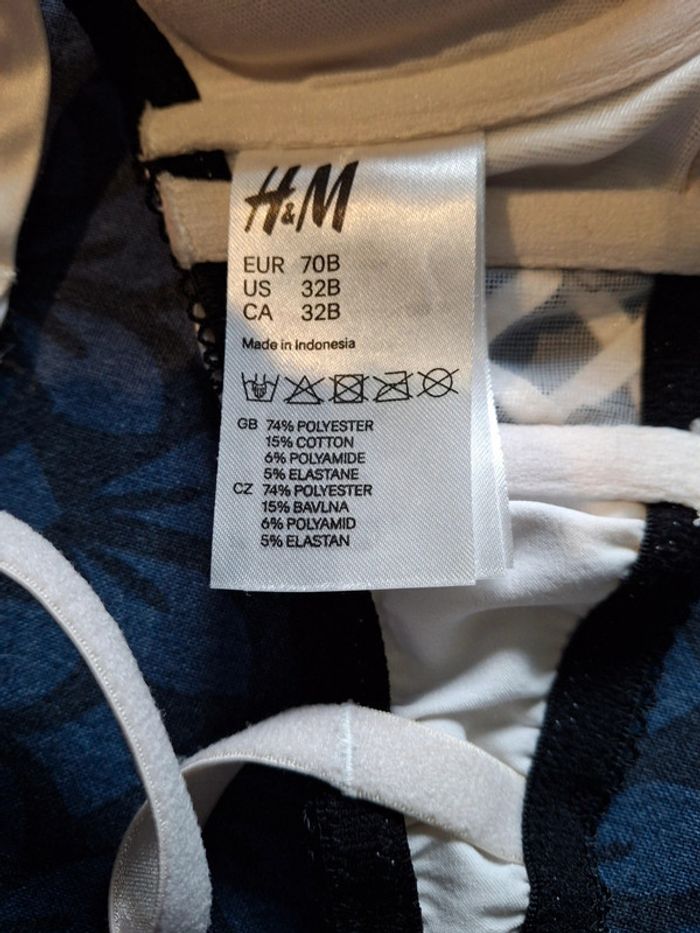 H&M
EUR 70B
US 32B
CA 32B
Made in Indonesia
GB 74% POLYESTER
15% COTTON
6% POLYAMIDE
5% ELASTANE
CZ 74% POLYESTER
15% BAVLNA
6% POLYAMID
5% ELASTAN